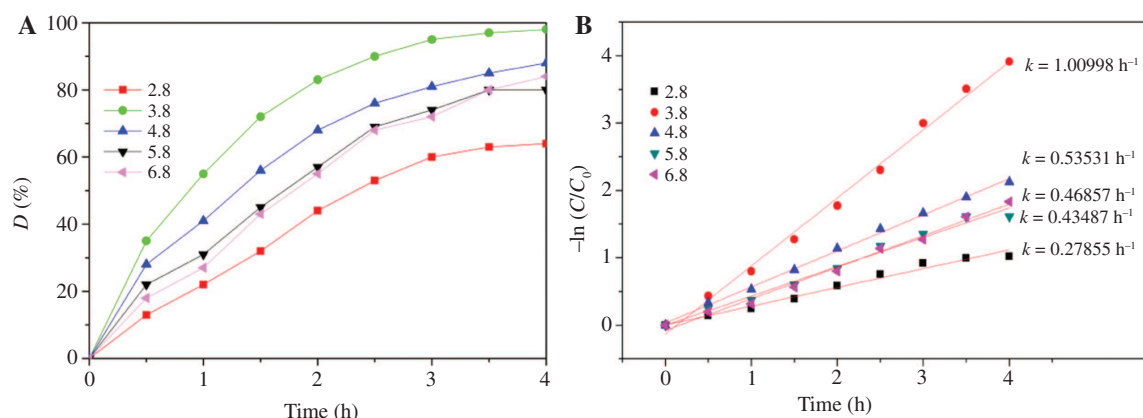 A
D (%)
100
80
60
40
20
0
2.8
3.8
4.8
5.8
6.8
0
1
2
3
4
Time (h)
B
−ln (C/C₀)
4
3
2
1
0
2.8
3.8
4.8
5.8
6.8
k = 1.00998 h⁻¹
k = 0.53531 h⁻¹
k = 0.46857 h⁻¹
k = 0.43487 h⁻¹
k = 0.27855 h⁻¹
0
1
2
3
4
Time (h)